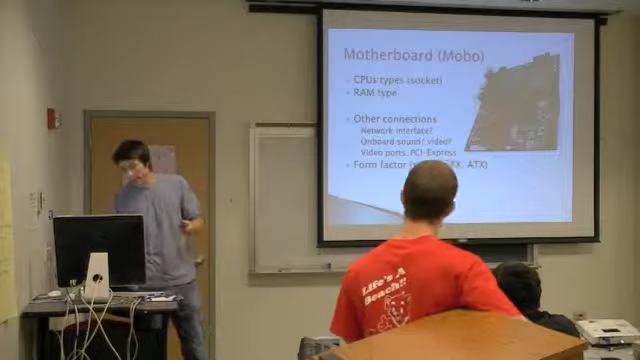 Motherboard (Mobo)
CPUs types (socket)
RAM type
Other connections
Network interface?
Onboard sound/ video?
Video ports, PCI-Express
Form factor ATX)
Life's A
Beach!!